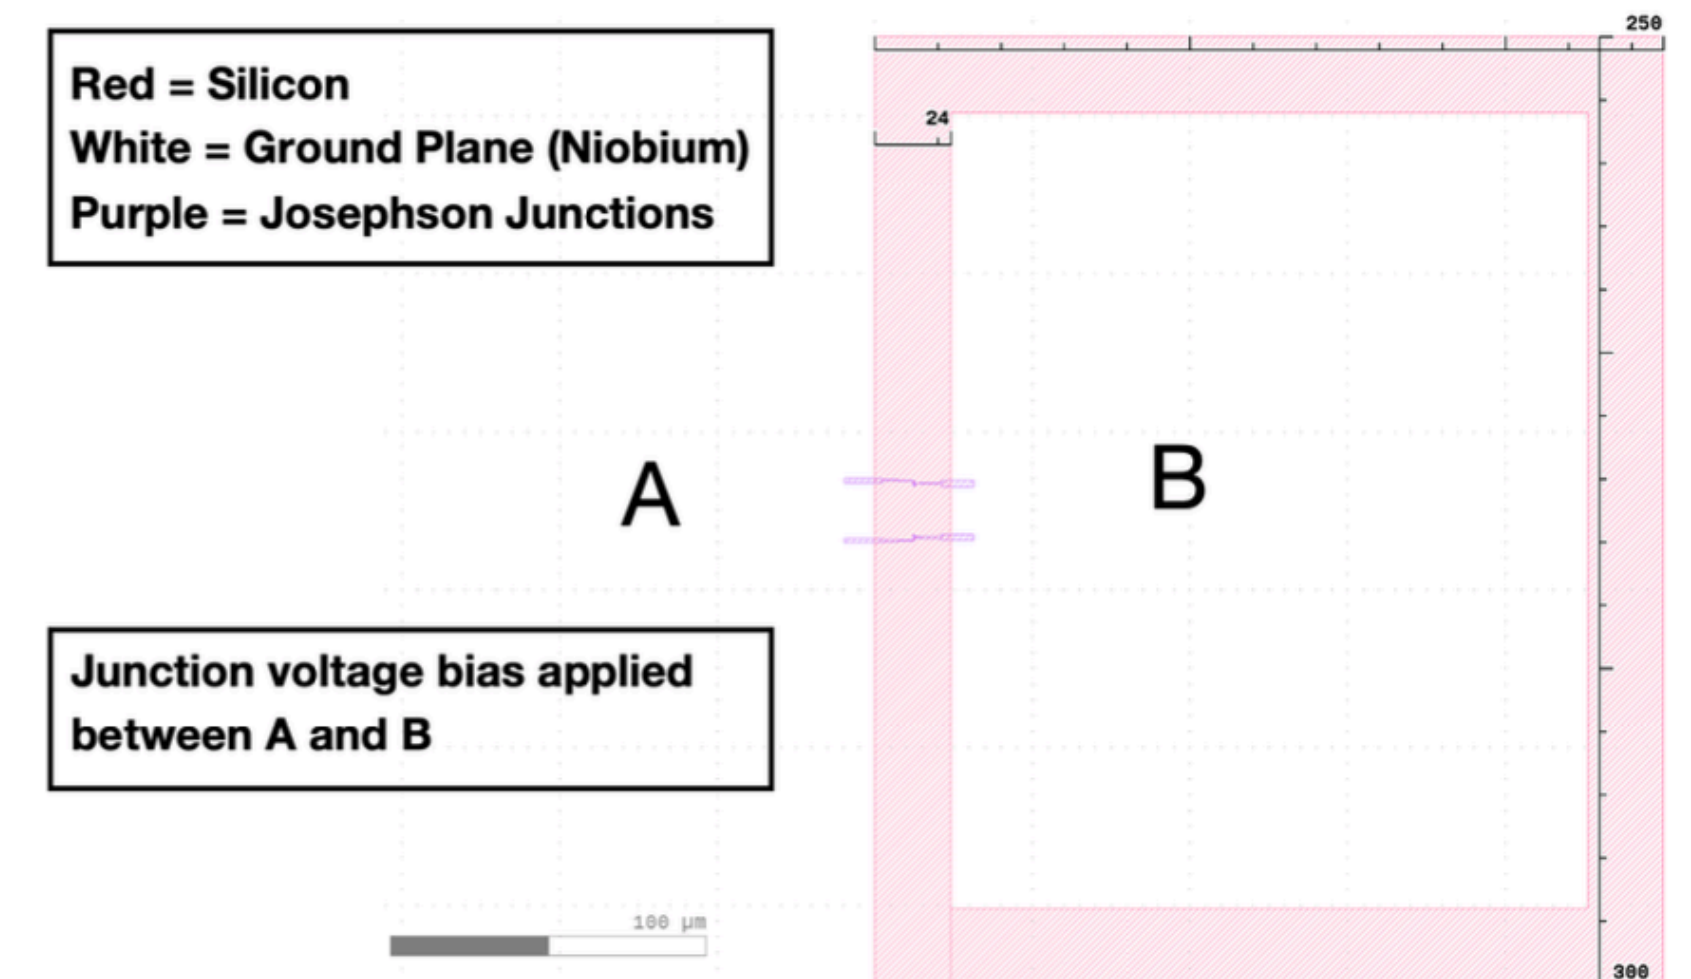 Red = Silicon
White = Ground Plane (Niobium)
Purple = Josephson Junctions
250
24
A
B
Junction voltage bias applied
between A and B
100 µm
300